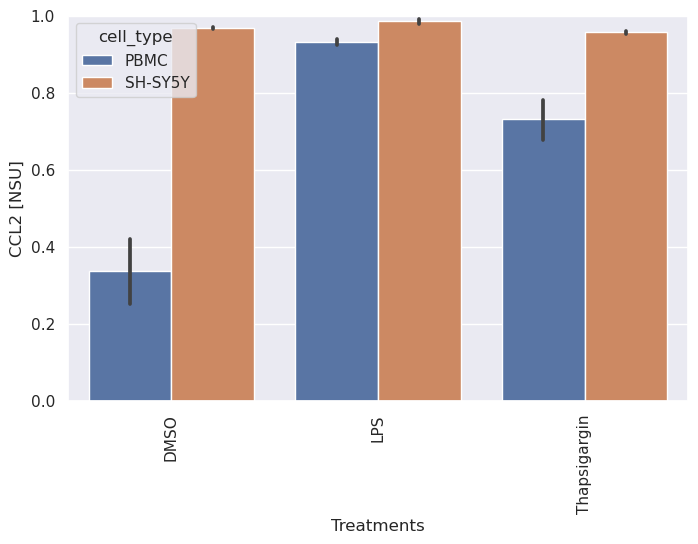 cell_type
PBMC
SH-SY5Y
1.0
0.8
0.6
0.4
0.2
0.0
CCL2 [NSU]
DMSO
LPS
Thapsigargin
Treatments